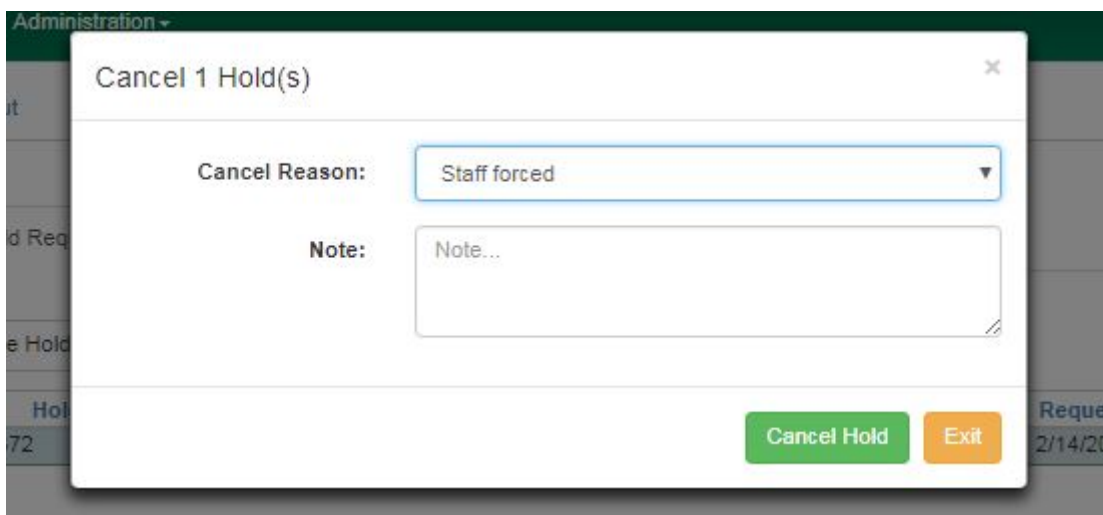 Administration
Cancel 1 Hold(s)
×
Cancel Reason:
Staff forced
Note:
Note...
Cancel Hold
Exit